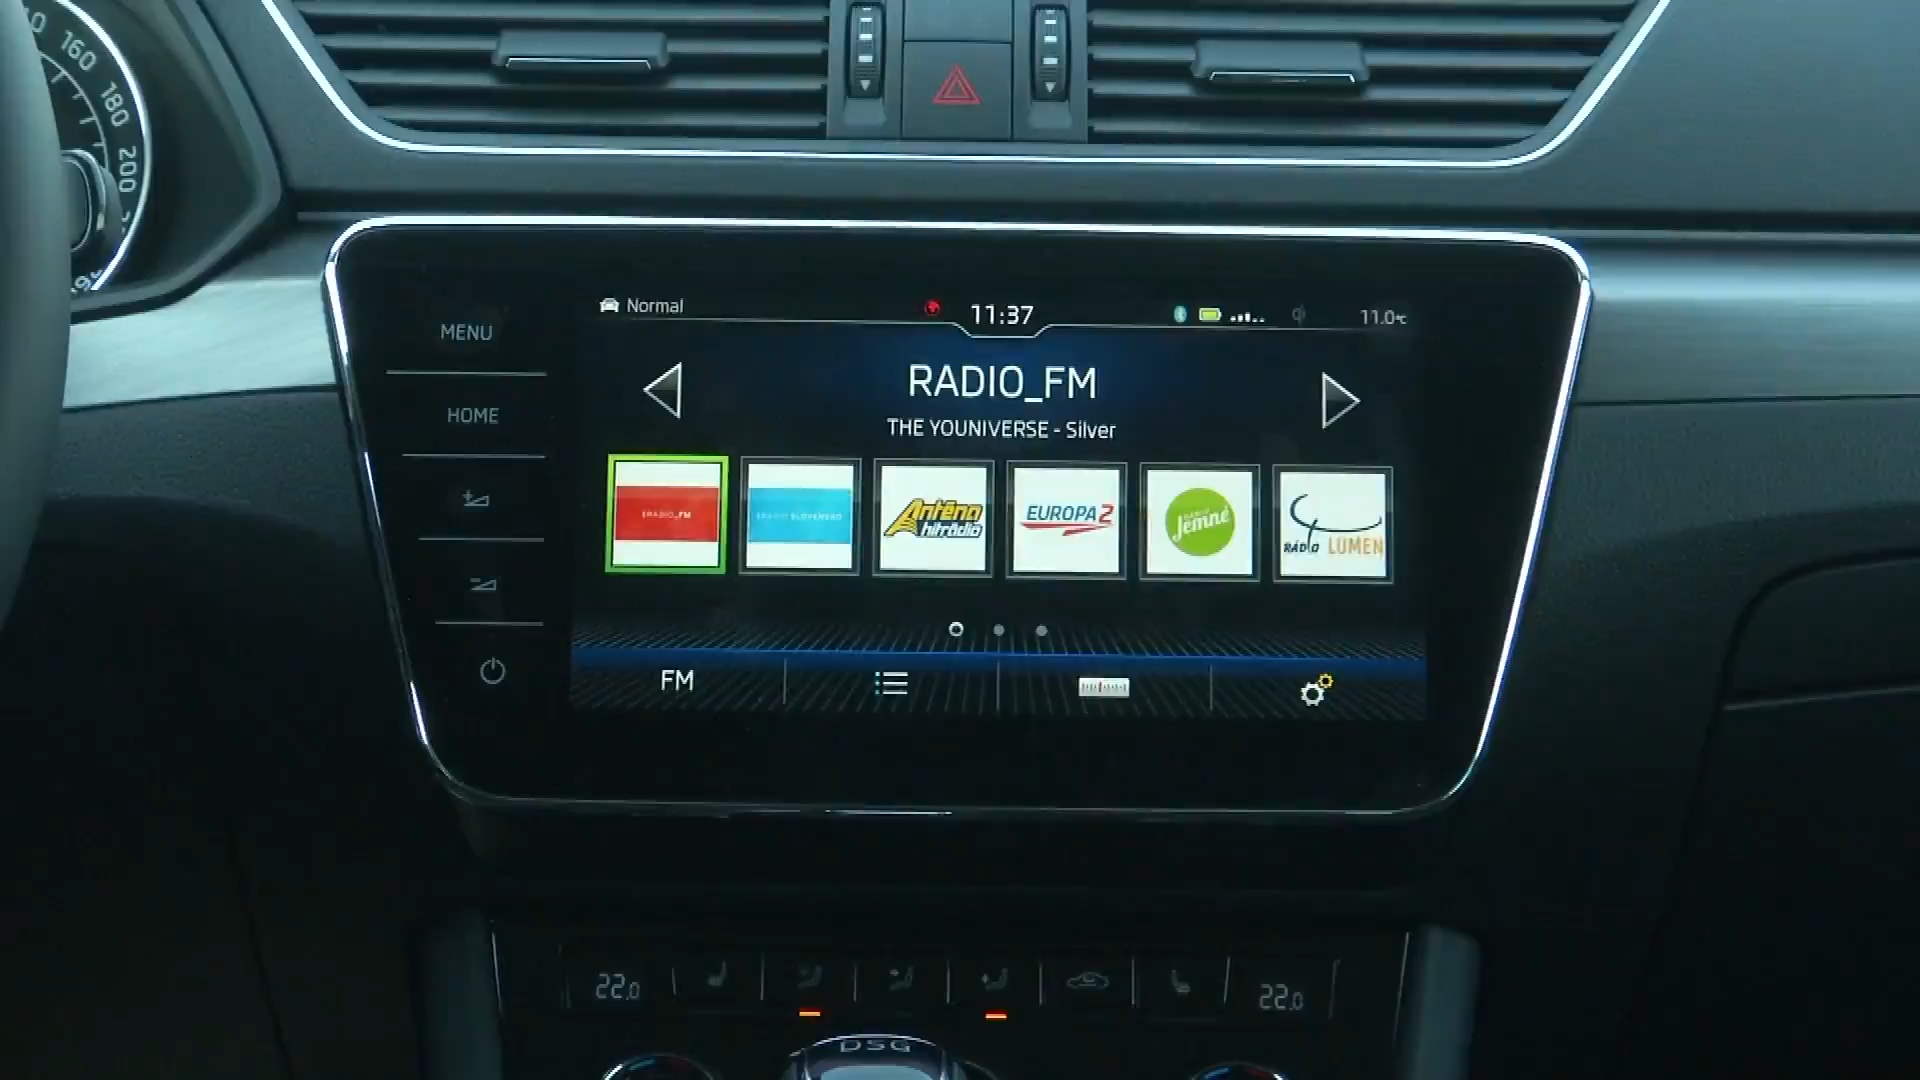 160
180
200
MENU
HOME
Normal
11:37
11.0℃
RADIO_FM
THE YOUNIVERSE - Silver
:RADIO_FM
Anténa
hitrádio
EUROPA 2
Jemné
RÁDIO LUMEN
FM
22.0
22.0
DSG